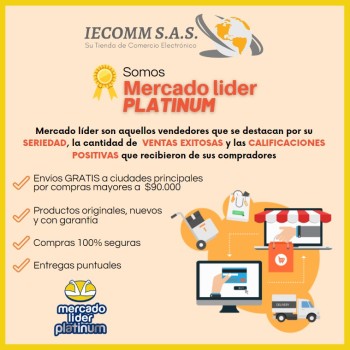 IECOMM S.A.S.
Su Tienda de Comercio Electrónico
Somos
Mercado lider
PLATINUM
Mercado líder son aquellos vendedores que se destacan por su
SERIEDAD, la cantidad de VENTAS EXITOSAS y las CALIFICACIONES
POSITIVAS que recibieron de sus compradores
Envios GRATIS a ciudades principales
por compras mayores a $90.000
Productos originales, nuevos
y con garantia
Compras 100% seguras
Entregas puntuales
mercado
lider
platinum
DELIVERY